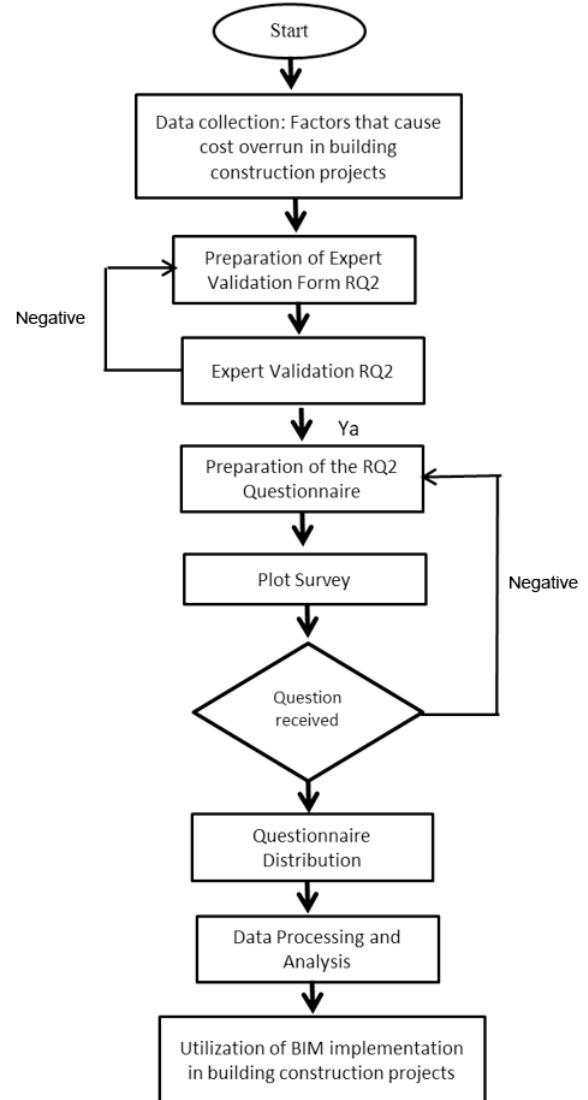 Start
Data collection: Factors that cause
cost overrun in building
construction projects
Preparation of Expert
Validation Form RQ2
Negative
Expert Validation RQ2
Ya
Preparation of the RQ2
Questionnaire
Plot Survey
Negative
Question
received
Questionnaire
Distribution
Data Processing and
Analysis
Utilization of BIM implementation
in building construction projects